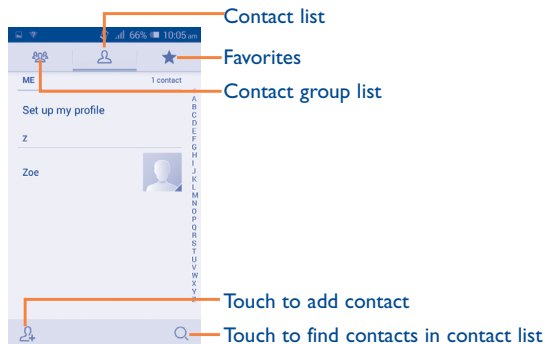 Contact list
66% 10:05 am
Favorites
Contact group list
ME 1 contact
Set up my profile
Z
Zoe
A
B
C
D
E
F
G
H
I
J
K
L
M
N
O
P
Q
R
S
T
U
V
W
X
Y
Z
Touch to add contact
Touch to find contacts in contact list